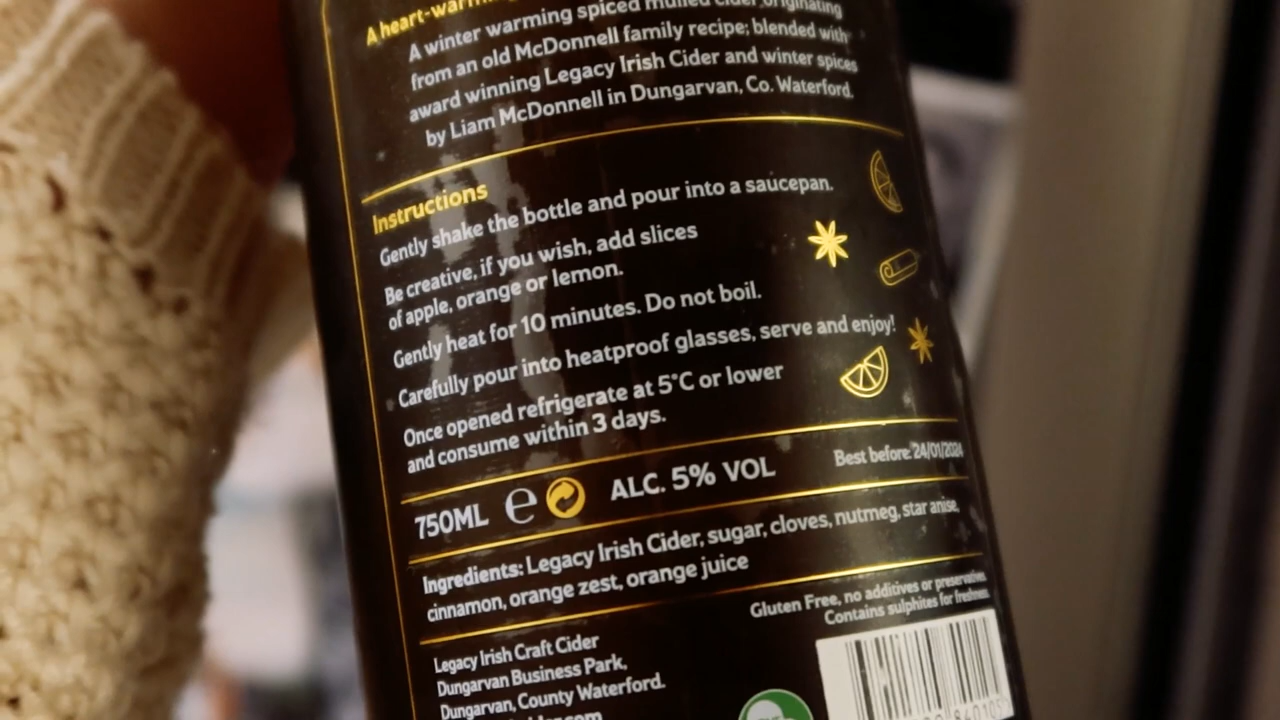 A heart-warming
A winter warming spiced mulled cider, originating
from an old McDonnell family recipe; blended with
award winning Legacy Irish Cider and winter spices
by Liam McDonnell in Dungarvan, Co. Waterford.
Instructions
Gently shake the bottle and pour into a saucepan.
Be creative, if you wish, add slices
of apple, orange or lemon.
Gently heat for 10 minutes. Do not boil.
Carefully pour into heatproof glasses, serve and enjoy!
Once opened refrigerate at 5°C or lower
and consume within 3 days.
750ML e ALC. 5% VOL
Best before: 24/01/2024
Ingredients: Legacy Irish Cider, sugar, cloves, nutmeg, star anise,
cinnamon, orange zest, orange juice
Gluten Free, no additives or preservatives.
Contains sulphites for freshness.
Legacy Irish Craft Cider
Dungarvan Business Park,
Dungarvan, County Waterford.